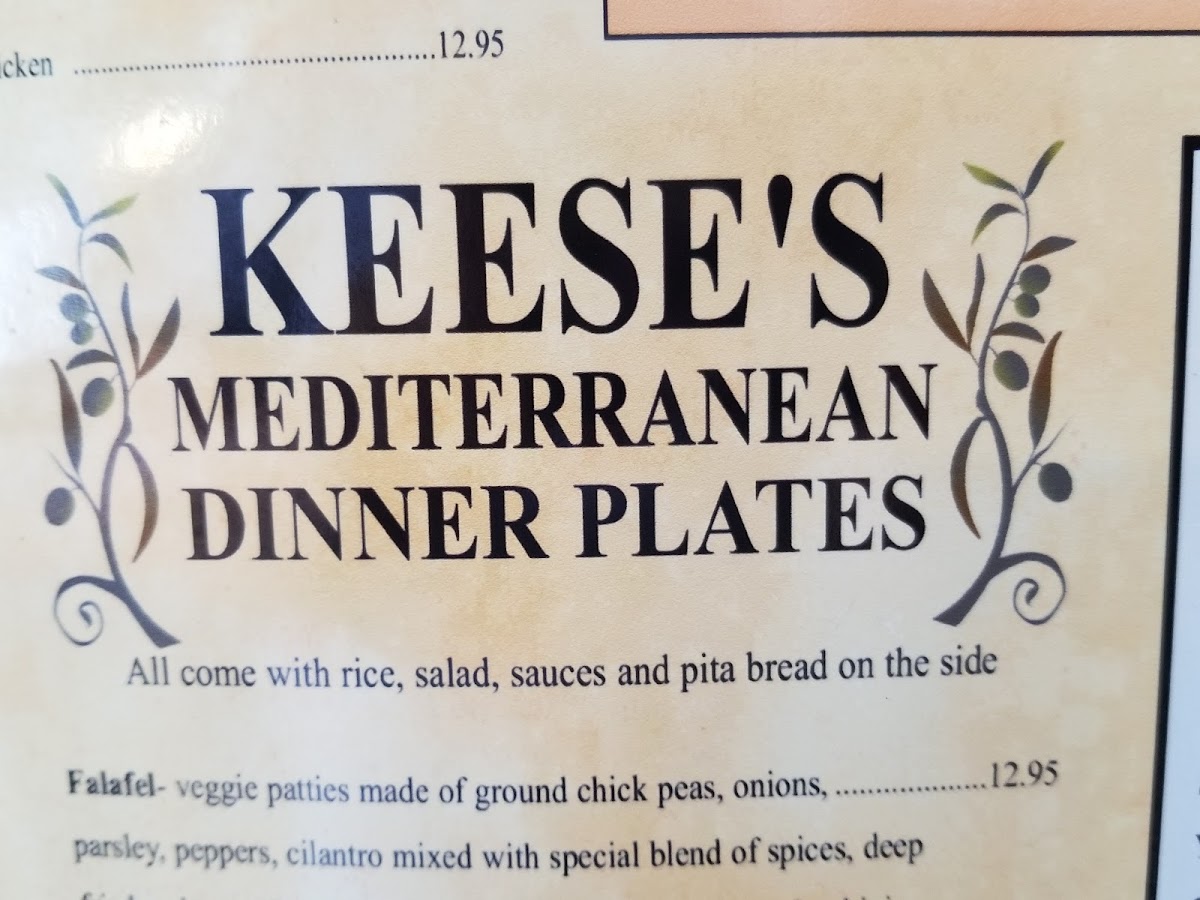 ..........................................12.95
KEESE'S
MEDITERRANEAN
DINNER PLATES
All come with rice, salad, sauces and pita bread on the side
Falafel- veggie patties made of ground chick peas, onions, ...................12.95
parsley, peppers, cilantro mixed with special blend of spices, deep